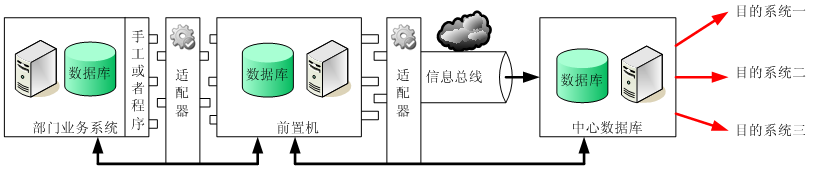 数据库
部门业务系统
手工或者程序
适配器
数据库
前置机
适配器
信息总线
数据库
中心数据库
目的系统一
目的系统二
目的系统三